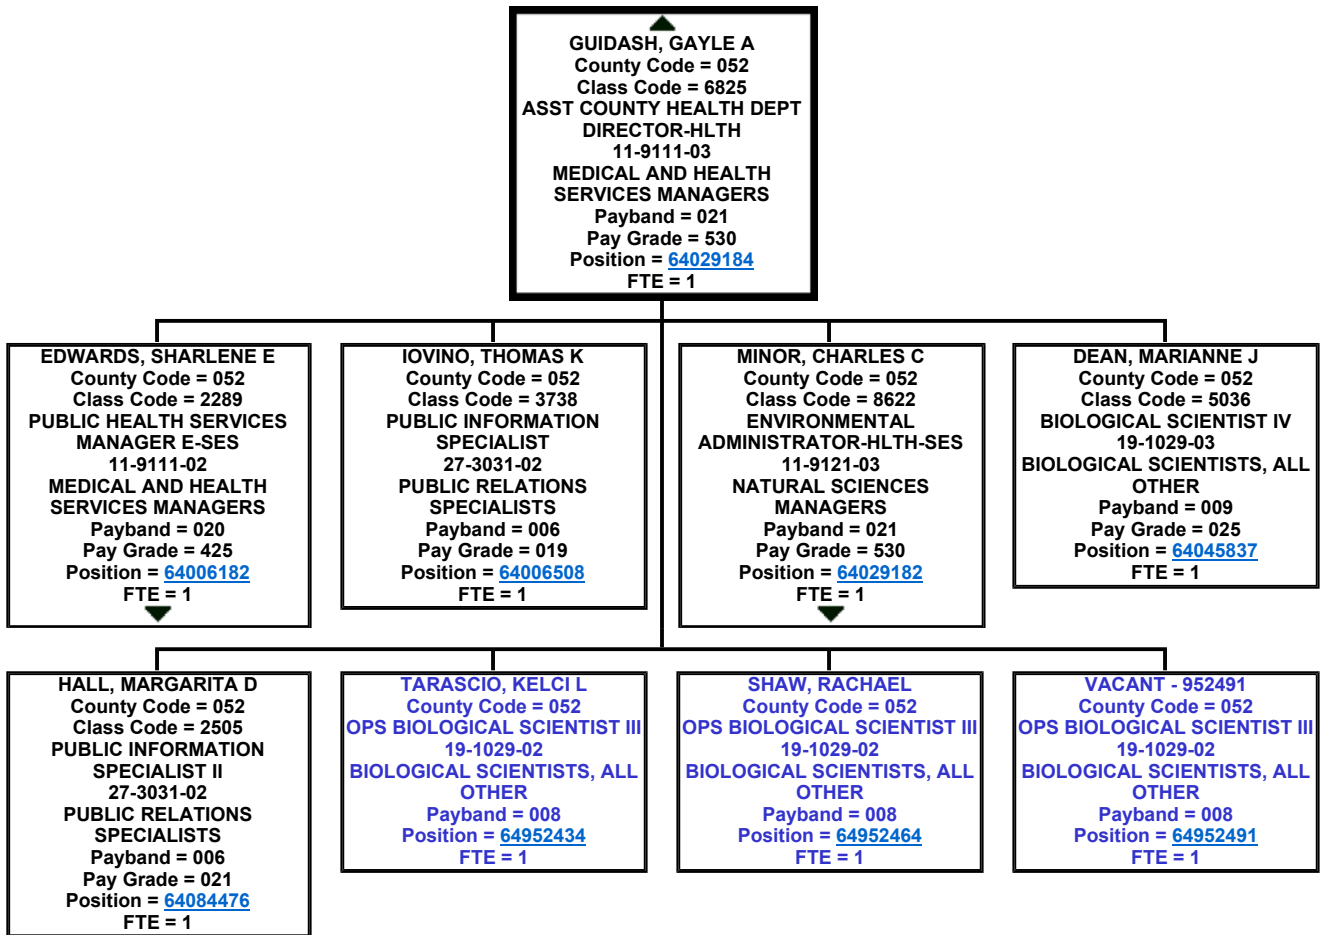 GUIDASH, GAYLE A
County Code = 052
Class Code = 6825
ASST COUNTY HEALTH DEPT
DIRECTOR-HLTH
11-9111-03
MEDICAL AND HEALTH
SERVICES MANAGERS
Payband = 021
Pay Grade = 530
Position = 64029184
FTE = 1
EDWARDS, SHARLENE E
County Code = 052
Class Code = 2289
PUBLIC HEALTH SERVICES
MANAGER E-SES
11-9111-02
MEDICAL AND HEALTH
SERVICES MANAGERS
Payband = 020
Pay Grade = 425
Position = 64006182
FTE = 1
IOVINO, THOMAS K
County Code = 052
Class Code = 3738
PUBLIC INFORMATION
SPECIALIST
27-3031-02
PUBLIC RELATIONS
SPECIALISTS
Payband = 006
Pay Grade = 019
Position = 64006508
FTE = 1
MINOR, CHARLES C
County Code = 052
Class Code = 8622
ENVIRONMENTAL
ADMINISTRATOR-HLTH-SES
11-9121-03
NATURAL SCIENCES
MANAGERS
Payband = 021
Pay Grade = 530
Position = 64029182
FTE = 1
DEAN, MARIANNE J
County Code = 052
Class Code = 5036
BIOLOGICAL SCIENTIST IV
19-1029-03
BIOLOGICAL SCIENTISTS, ALL
OTHER
Payband = 009
Pay Grade = 025
Position = 64045837
FTE = 1
HALL, MARGARITA D
County Code = 052
Class Code = 2505
PUBLIC INFORMATION
SPECIALIST II
27-3031-02
PUBLIC RELATIONS
SPECIALISTS
Payband = 006
Pay Grade = 021
Position = 64084476
FTE = 1
TARASCIO, KELCI L
County Code = 052
OPS BIOLOGICAL SCIENTIST III
19-1029-02
BIOLOGICAL SCIENTISTS, ALL
OTHER
Payband = 008
Position = 64952434
FTE = 1
SHAW, RACHAEL
County Code = 052
OPS BIOLOGICAL SCIENTIST III
19-1029-02
BIOLOGICAL SCIENTISTS, ALL
OTHER
Payband = 008
Position = 64952464
FTE = 1
VACANT - 952491
County Code = 052
OPS BIOLOGICAL SCIENTIST III
19-1029-02
BIOLOGICAL SCIENTISTS, ALL
OTHER
Payband = 008
Position = 64952491
FTE = 1